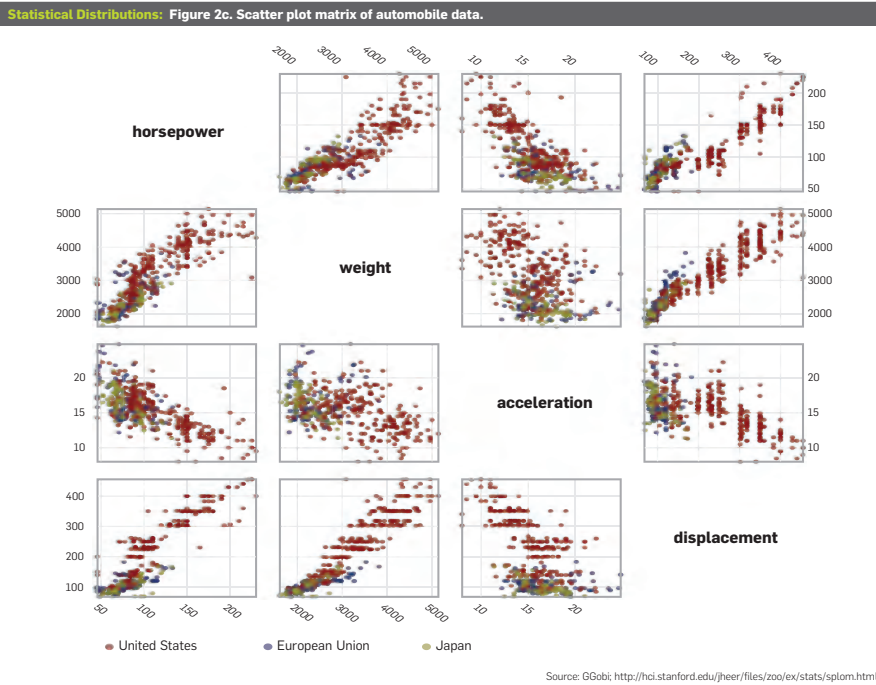 Statistical Distributions: Figure 2c. Scatter plot matrix of automobile data.
2000 3000 4000 5000 10 15 20 100 200 300 400
horsepower
200
150
100
50
5000
4000
3000
2000
weight
5000
4000
3000
2000
20
15
10
acceleration
20
15
10
400
300
200
100
displacement
50 100 150 200 2000 3000 4000 5000 10 15 20
United States European Union Japan
Source: GGobi; http://hci.stanford.edu/jheer/files/zoo/ex/stats/splom.html